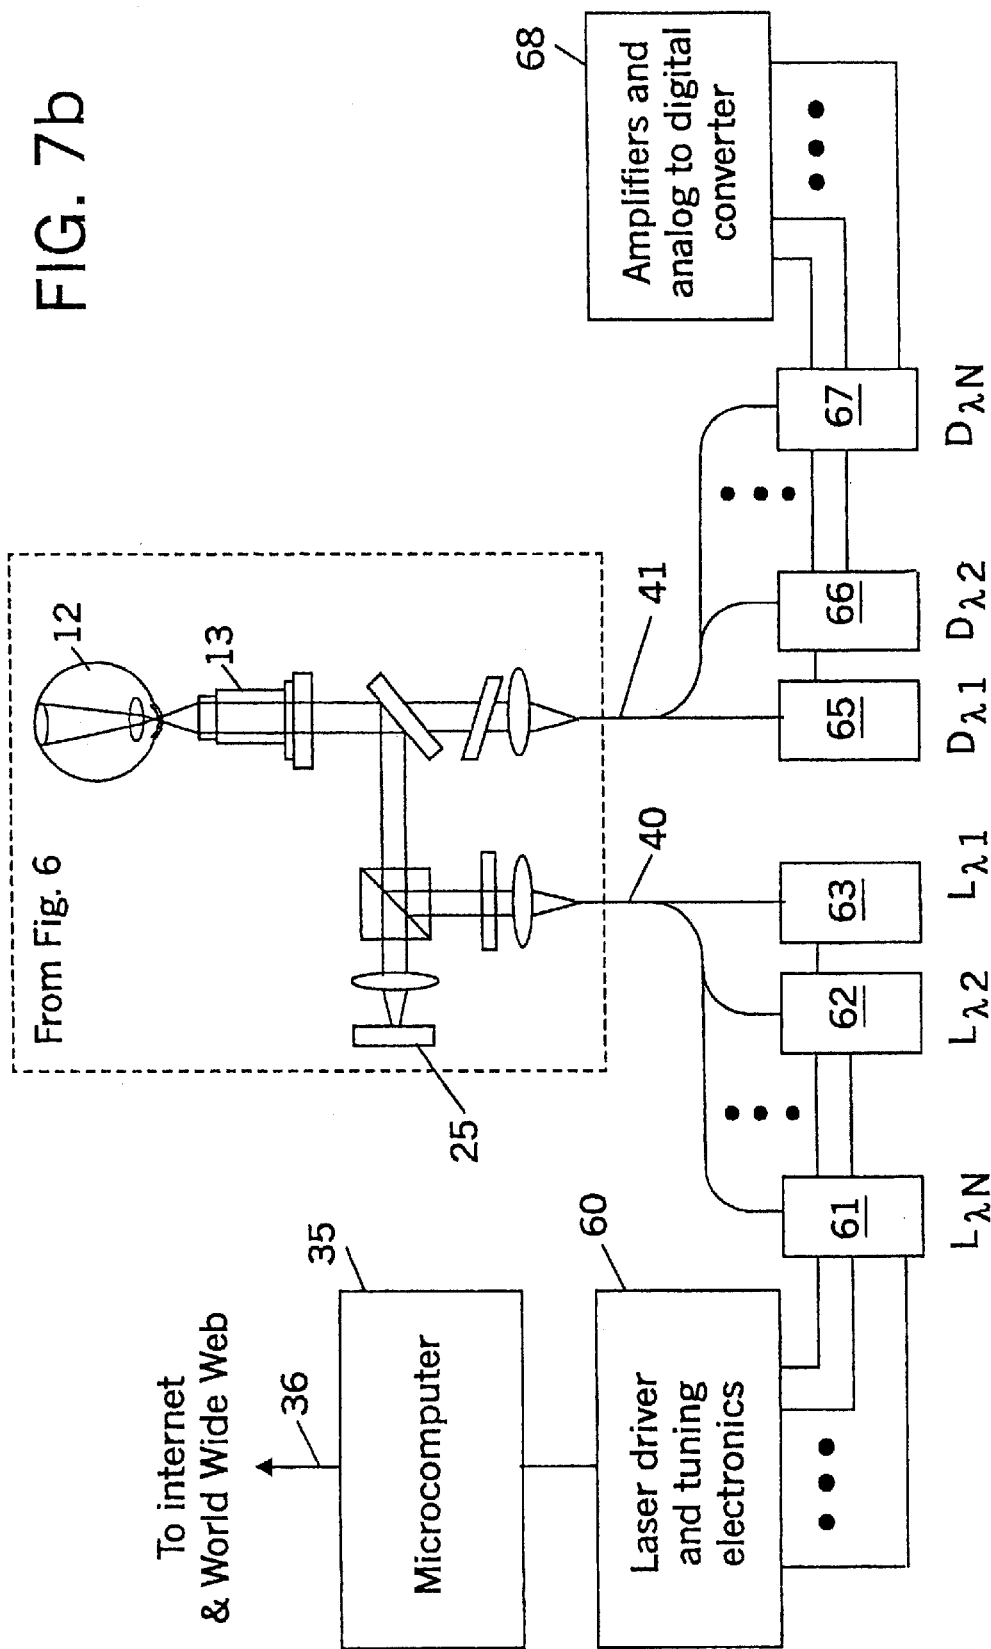 FIG. 7b
To internet
& World Wide Web
36
35
Microcomputer
60
Laser driver
and tuning
electronics
From Fig. 6
12
13
25
40
41
61
62
63
65
66
67
LλN
Lλ2
Lλ1
Dλ1
Dλ2
DλN
68
Amplifiers and
analog to digital
converter